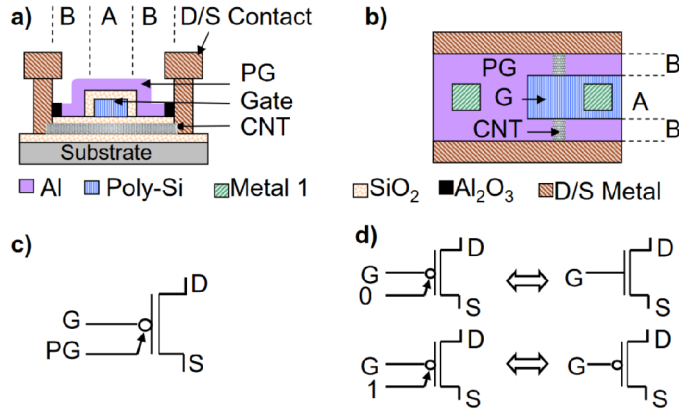 a) B A B D/S Contact
PG
Gate
CNT
Substrate
b)
PG
G
CNT
B
A
B
Al Poly-Si Metal 1 SiO₂ Al₂O₃ D/S Metal
c)
G
PG
D
S
d)
G
0
D
S
G
D
S
G
1
D
S
G
D
S